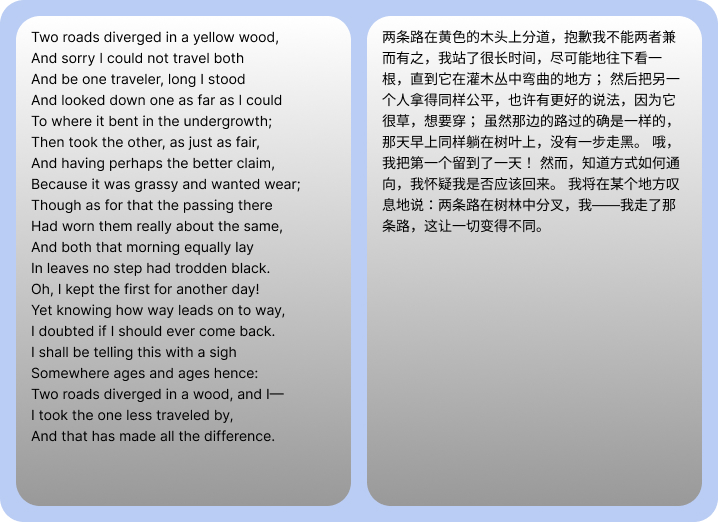 Two roads diverged in a yellow wood,
And sorry I could not travel both
And be one traveler, long I stood
And looked down one as far as I could
To where it bent in the undergrowth;
Then took the other, as just as fair,
And having perhaps the better claim,
Because it was grassy and wanted wear;
Though as for that the passing there
Had worn them really about the same,
And both that morning equally lay
In leaves no step had trodden black.
Oh, I kept the first for another day!
Yet knowing how way leads on to way,
I doubted if I should ever come back.
I shall be telling this with a sigh
Somewhere ages and ages hence:
Two roads diverged in a wood, and I—
I took the one less traveled by,
And that has made all the difference.
两条路在黄色的木头上分道，抱歉我不能两者兼
而有之，我站了很长时间，尽可能地往下看一
根，直到它在灌木丛中弯曲的地方； 然后把另一
个人拿得同样公平，也许有更好的说法，因为它
很草，想要穿； 虽然那边的路过的确是一样的，
那天早上同样躺在树叶上，没有一步走黑。 哦，
我把第一个留到了一天！ 然而，知道方式如何通
向，我怀疑我是否应该回来。 我将在某个地方叹
息地说：两条路在树林中分叉，我——我走了那
条路，这让一切变得不同。